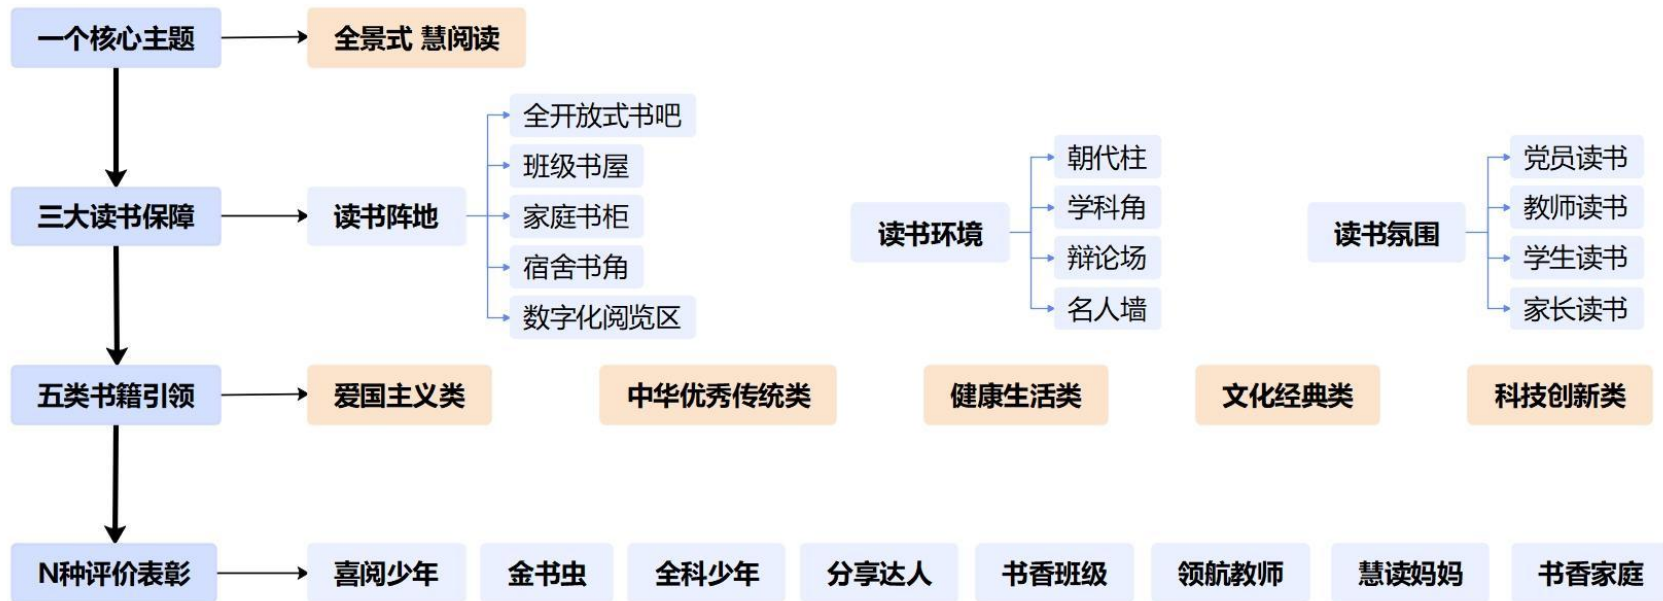 一个核心主题
全景式 慧阅读
三大读书保障
读书阵地
全开放式书吧
班级书屋
家庭书柜
宿舍书角
数字化阅览区
读书环境
朝代柱
学科角
辩论场
名人墙
读书氛围
党员读书
教师读书
学生读书
家长读书
五类书籍引领
爱国主义类
中华优秀传统类
健康生活类
文化经典类
科技创新类
N种评价表彰
喜阅少年
金书虫
全科少年
分享达人
书香班级
领航教师
慧读妈妈
书香家庭